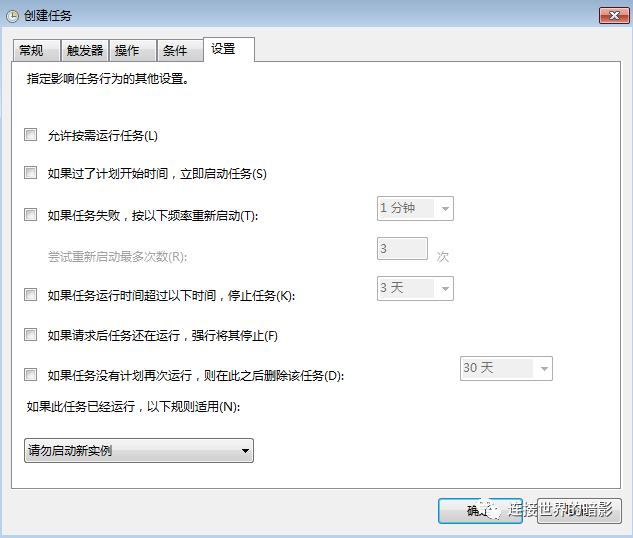 创建任务
常规 触发器 操作 条件 设置
指定影响任务行为的其他设置。
允许按需运行任务(L)
如果过了计划开始时间，立即启动任务(S)
如果任务失败，按以下频率重新启动(T): 1 分钟
尝试重新启动最多次数(R): 3 次
如果任务运行时间超过以下时间，停止任务(K): 3 天
如果请求后任务还在运行，强行将其停止(F)
如果任务没有计划再次运行，则在此之后删除该任务(D): 30 天
如果此任务已经运行，以下规则适用(N):
请勿启动新实例
连接世界的暗影